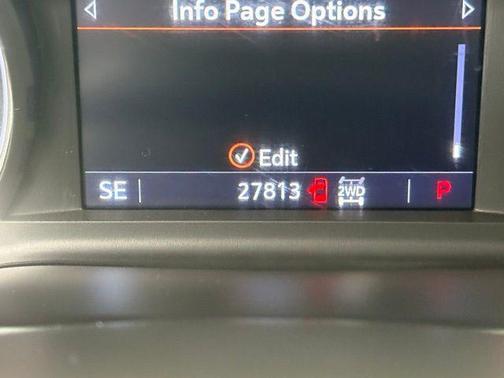 Info Page Options
Edit
SE 27813 2WD P